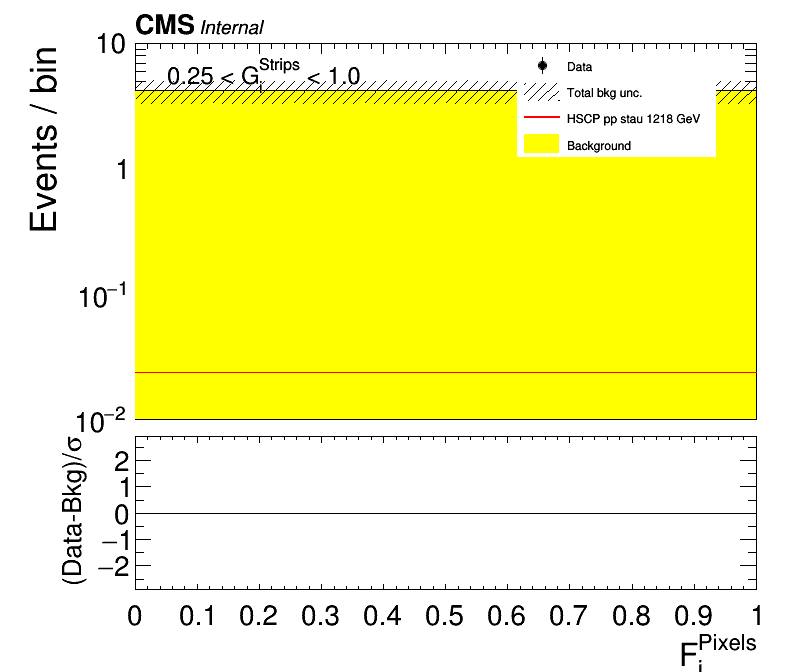 CMS Internal
Events / bin
10
1
10⁻¹
10⁻²
0.25 < G_i^Strips < 1.0
Data
Total bkg unc.
HSCP pp stau 1218 GeV
Background
(Data-Bkg)/σ
2
1
0
−1
−2
0 0.1 0.2 0.3 0.4 0.5 0.6 0.7 0.8 0.9 1
F_i^Pixels